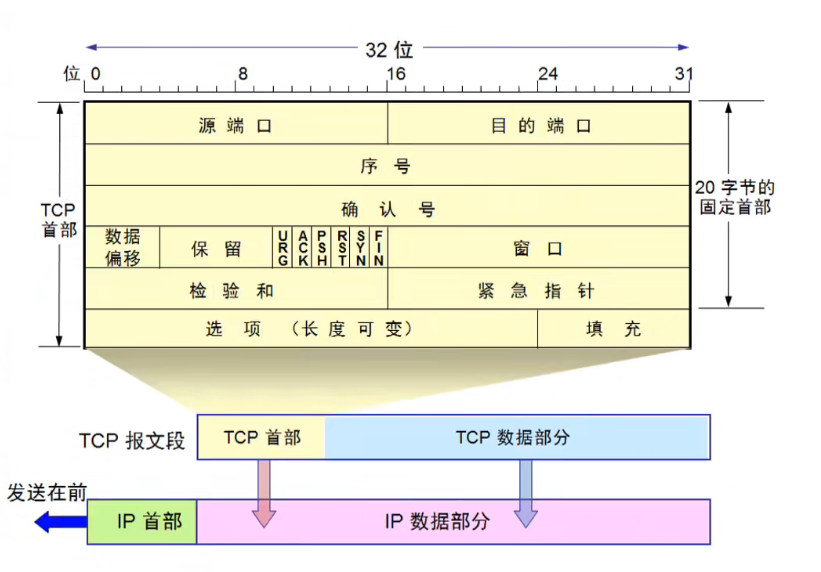 32 位
位 0 8 16 24 31
源 端 口 目 的 端 口
序 号
TCP
首部
20 字节的
固定首部
确 认 号
数据
偏移
保 留
URG
ACK
PSH
RST
SYN
FIN
窗 口
检 验 和 紧 急 指 针
选 项 (长 度 可 变) 填 充
TCP 报文段 TCP 首部 TCP 数据部分
发送在前
IP 首部 IP 数据部分